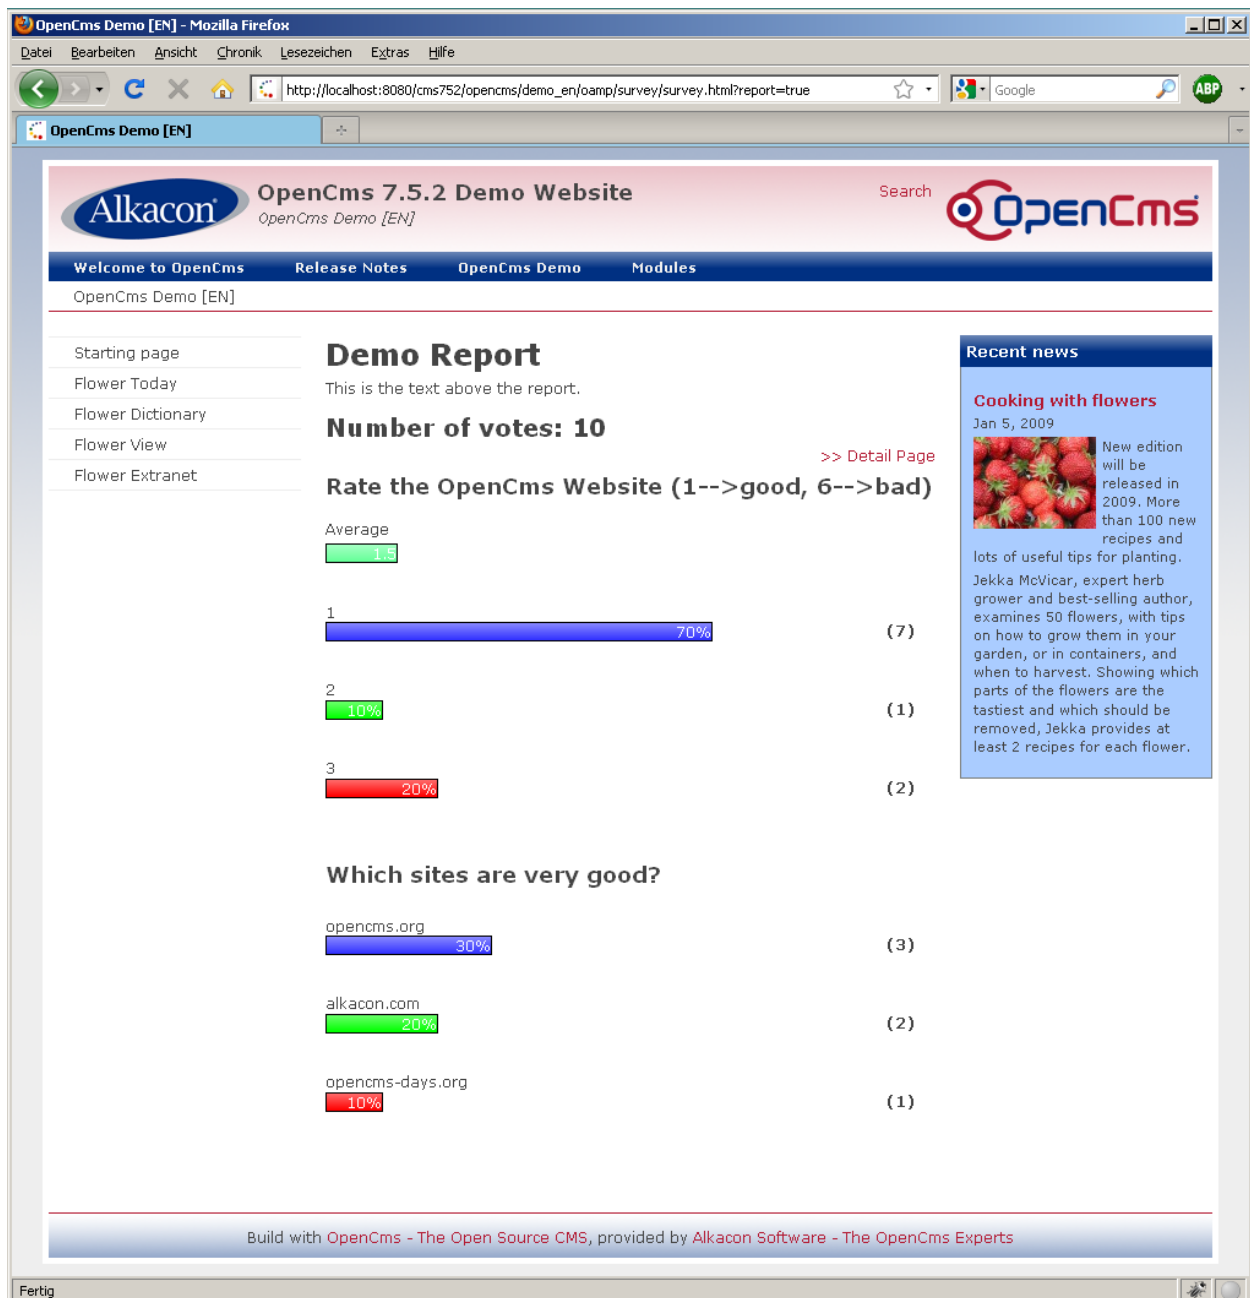 OpenCms Demo [EN] - Mozilla Firefox
Datei Bearbeiten Ansicht Chronik Lesezeichen Extras Hilfe
http://localhost:8080/cms752/opencms/demo_en/oamp/survey/survey.html?report=true
Google
ABP
OpenCms Demo [EN]
Alkacon
OpenCms 7.5.2 Demo Website
OpenCms Demo [EN]
Search
OpenCms
Welcome to OpenCms Release Notes OpenCms Demo Modules
OpenCms Demo [EN]
Starting page
Flower Today
Flower Dictionary
Flower View
Flower Extranet
Demo Report
This is the text above the report.
Number of votes: 10
>> Detail Page
Rate the OpenCms Website (1-->good, 6-->bad)
Average
1.5
1
70% (7)
2
10% (1)
3
20% (2)
Which sites are very good?
opencms.org
30% (3)
alkacon.com
20% (2)
opencms-days.org
10% (1)
Recent news
Cooking with flowers
Jan 5, 2009
New edition
will be
released in
2009. More
than 100 new
recipes and
lots of useful tips for planting.
Jekka McVicar, expert herb
grower and best-selling author,
examines 50 flowers, with tips
on how to grow them in your
garden, or in containers, and
when to harvest. Showing which
parts of the flowers are the
tastiest and which should be
removed, Jekka provides at
least 2 recipes for each flower.
Build with OpenCms - The Open Source CMS, provided by Alkacon Software - The OpenCms Experts
Fertig